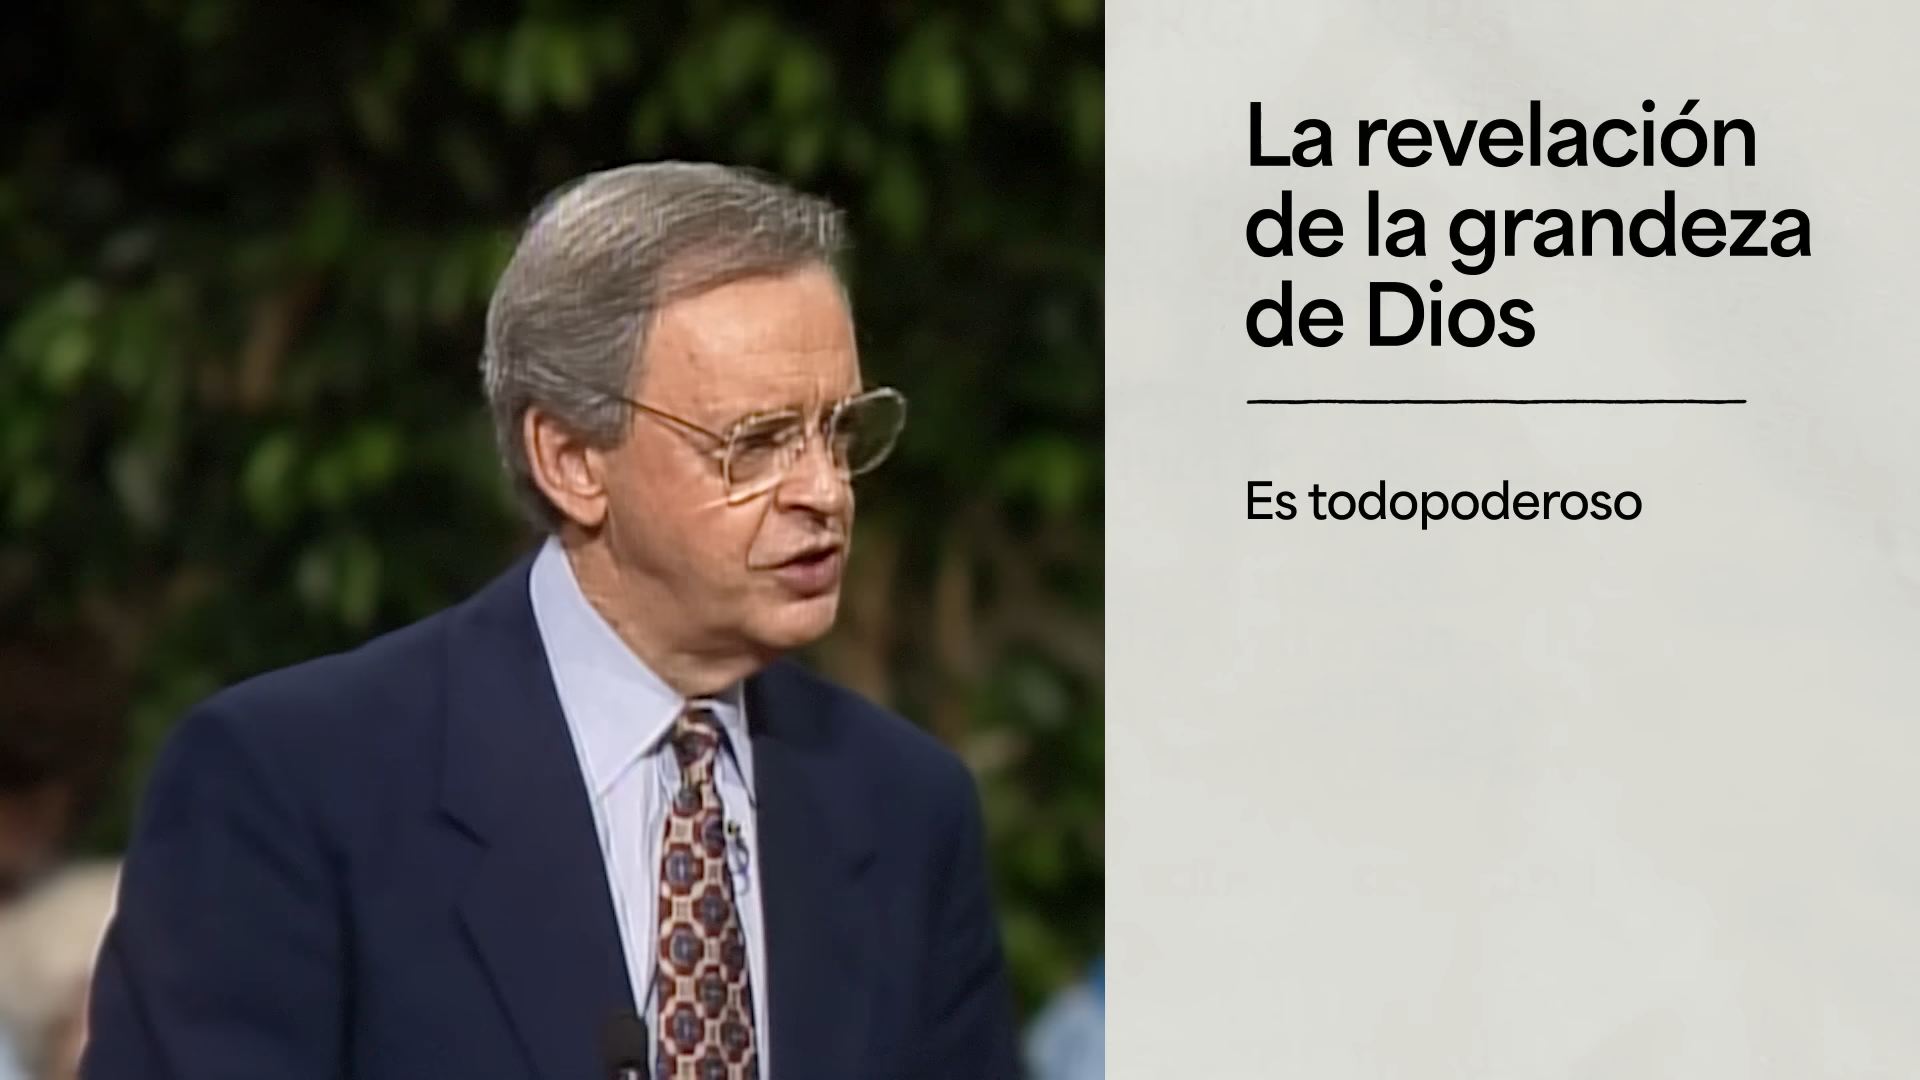 La revelación
de la grandeza
de Dios
Es todopoderoso